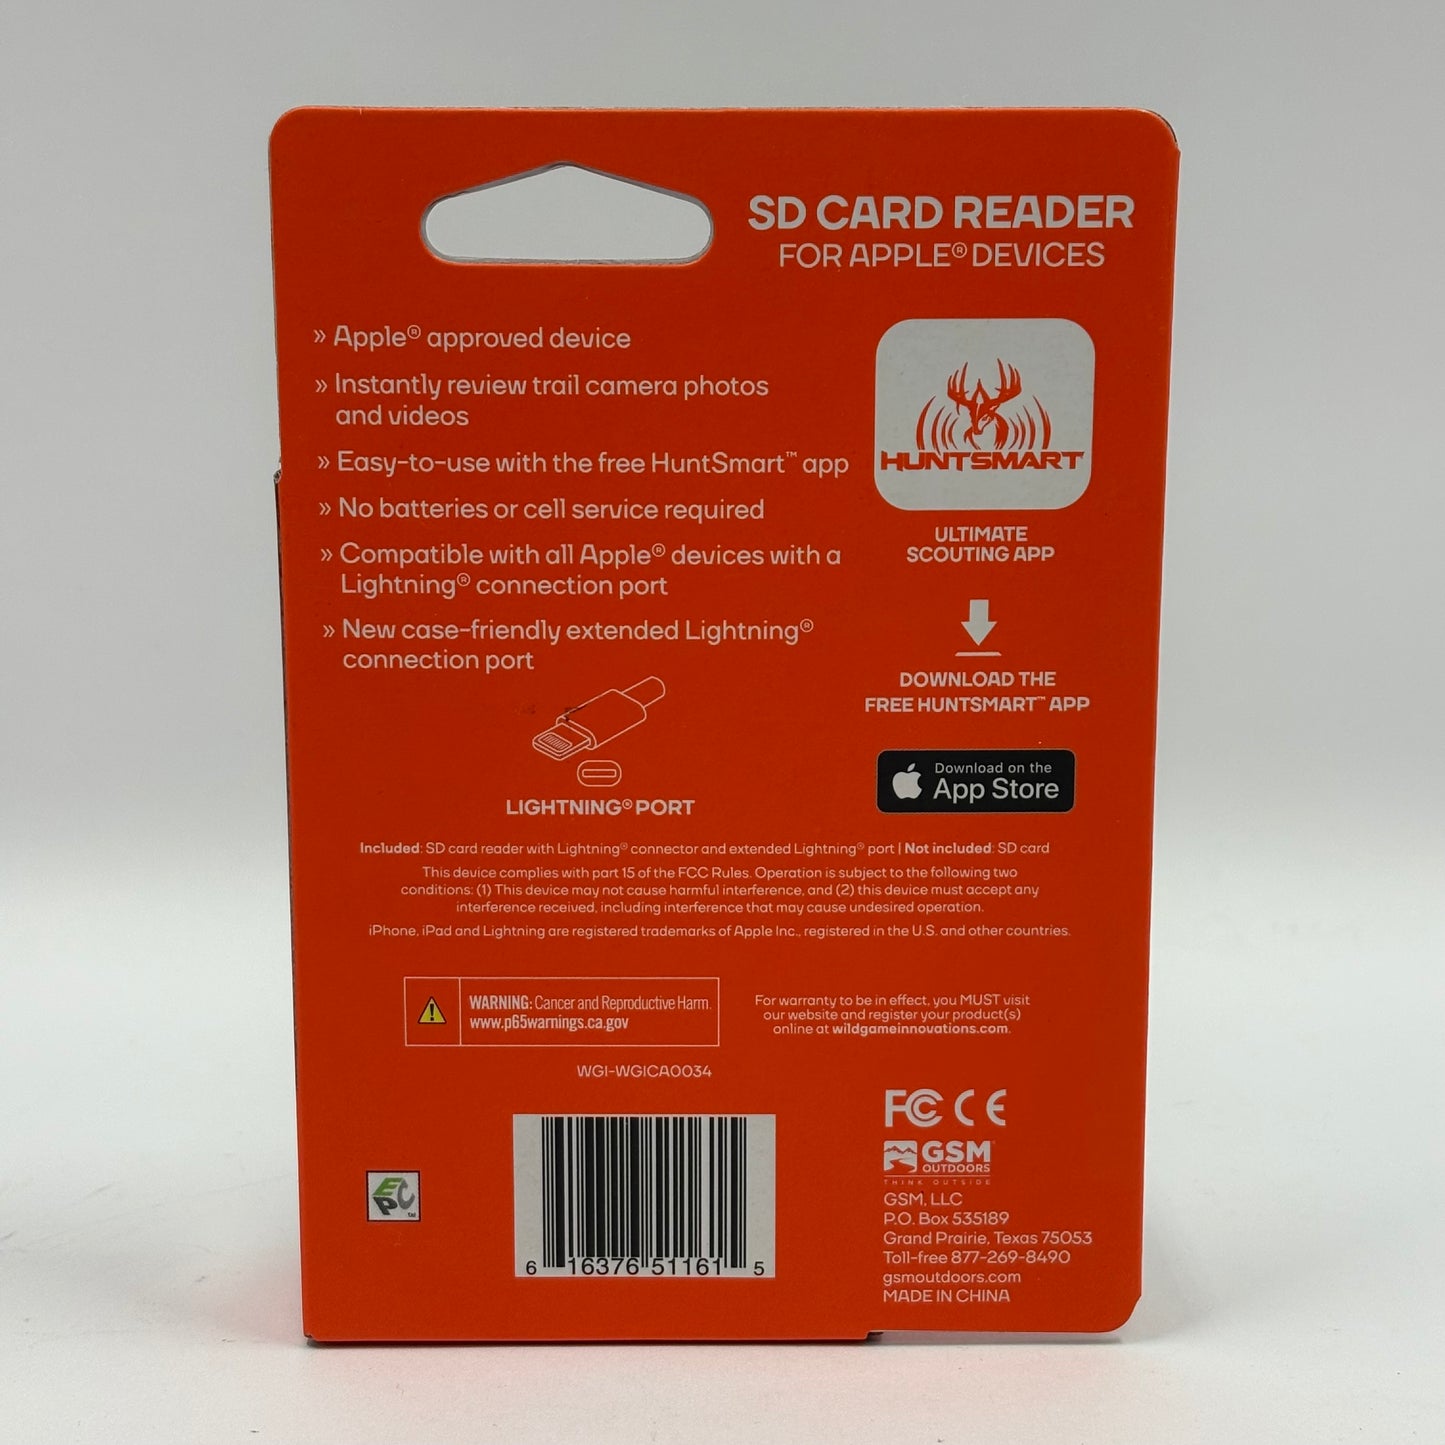 SD CARD READER
FOR APPLE® DEVICES
» Apple® approved device
» Instantly review trail camera photos
and videos
» Easy-to-use with the free HuntSmart™ app
» No batteries or cell service required
» Compatible with all Apple® devices with a
Lightning® connection port
» New case-friendly extended Lightning®
connection port
LIGHTNING® PORT
HUNTSMART
ULTIMATE
SCOUTING APP
DOWNLOAD THE
FREE HUNTSMART™ APP
Download on the
App Store
Included: SD card reader with Lightning® connector and extended Lightning® port | Not included: SD card
This device complies with part 15 of the FCC Rules. Operation is subject to the following two
conditions: (1) This device may not cause harmful interference, and (2) this device must accept any
interference received, including interference that may cause undesired operation.
iPhone, iPad and Lightning are registered trademarks of Apple Inc., registered in the U.S. and other countries.
WARNING: Cancer and Reproductive Harm.
www.p65warnings.ca.gov
For warranty to be in effect, you MUST visit
our website and register your product(s)
online at wildgameinnovations.com.
WGI-WGICA0034
6 16376 51161 5
EPC™
FC CE
GSM
OUTDOORS
THINK OUTSIDE
GSM, LLC
P.O. Box 535189
Grand Prairie, Texas 75053
Toll-free 877-269-8490
gsmoutdoors.com
MADE IN CHINA